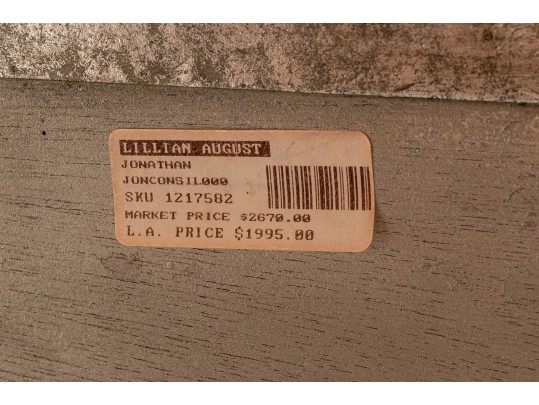 LILLIAN AUGUST
JONATHAN
JONCONSIL000
SKU 1217582
MARKET PRICE $2670.00
L.A. PRICE $1995.00